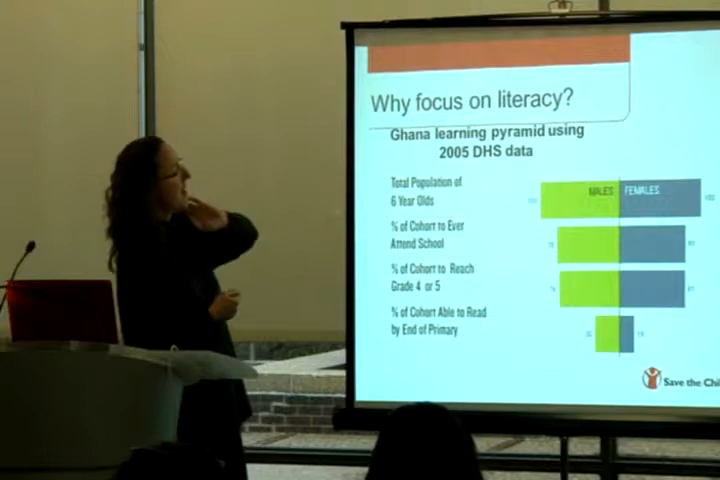 Why focus on literacy?
Ghana learning pyramid using
2005 DHS data
Total Population of
6 Year Olds
MALES FEMALES
100
% of Cohort to Ever
Attend School
% of Cohort to Reach
Grade 4 or 5
% of Cohort Able to Read
by End of Primary
Save the Chi